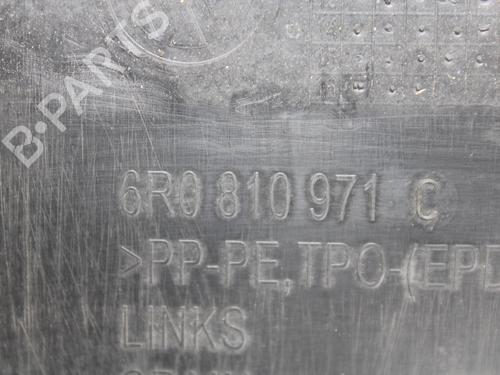 B-PARTS
6R0 810 971 C
>PP-PE,TPO-(EPD
LINKS